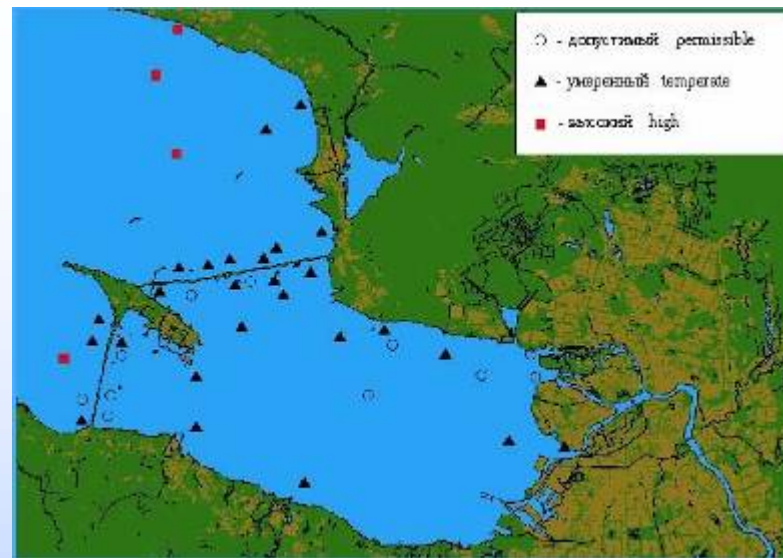 - допустимый permissible
- умеренный temperate
- высокий high